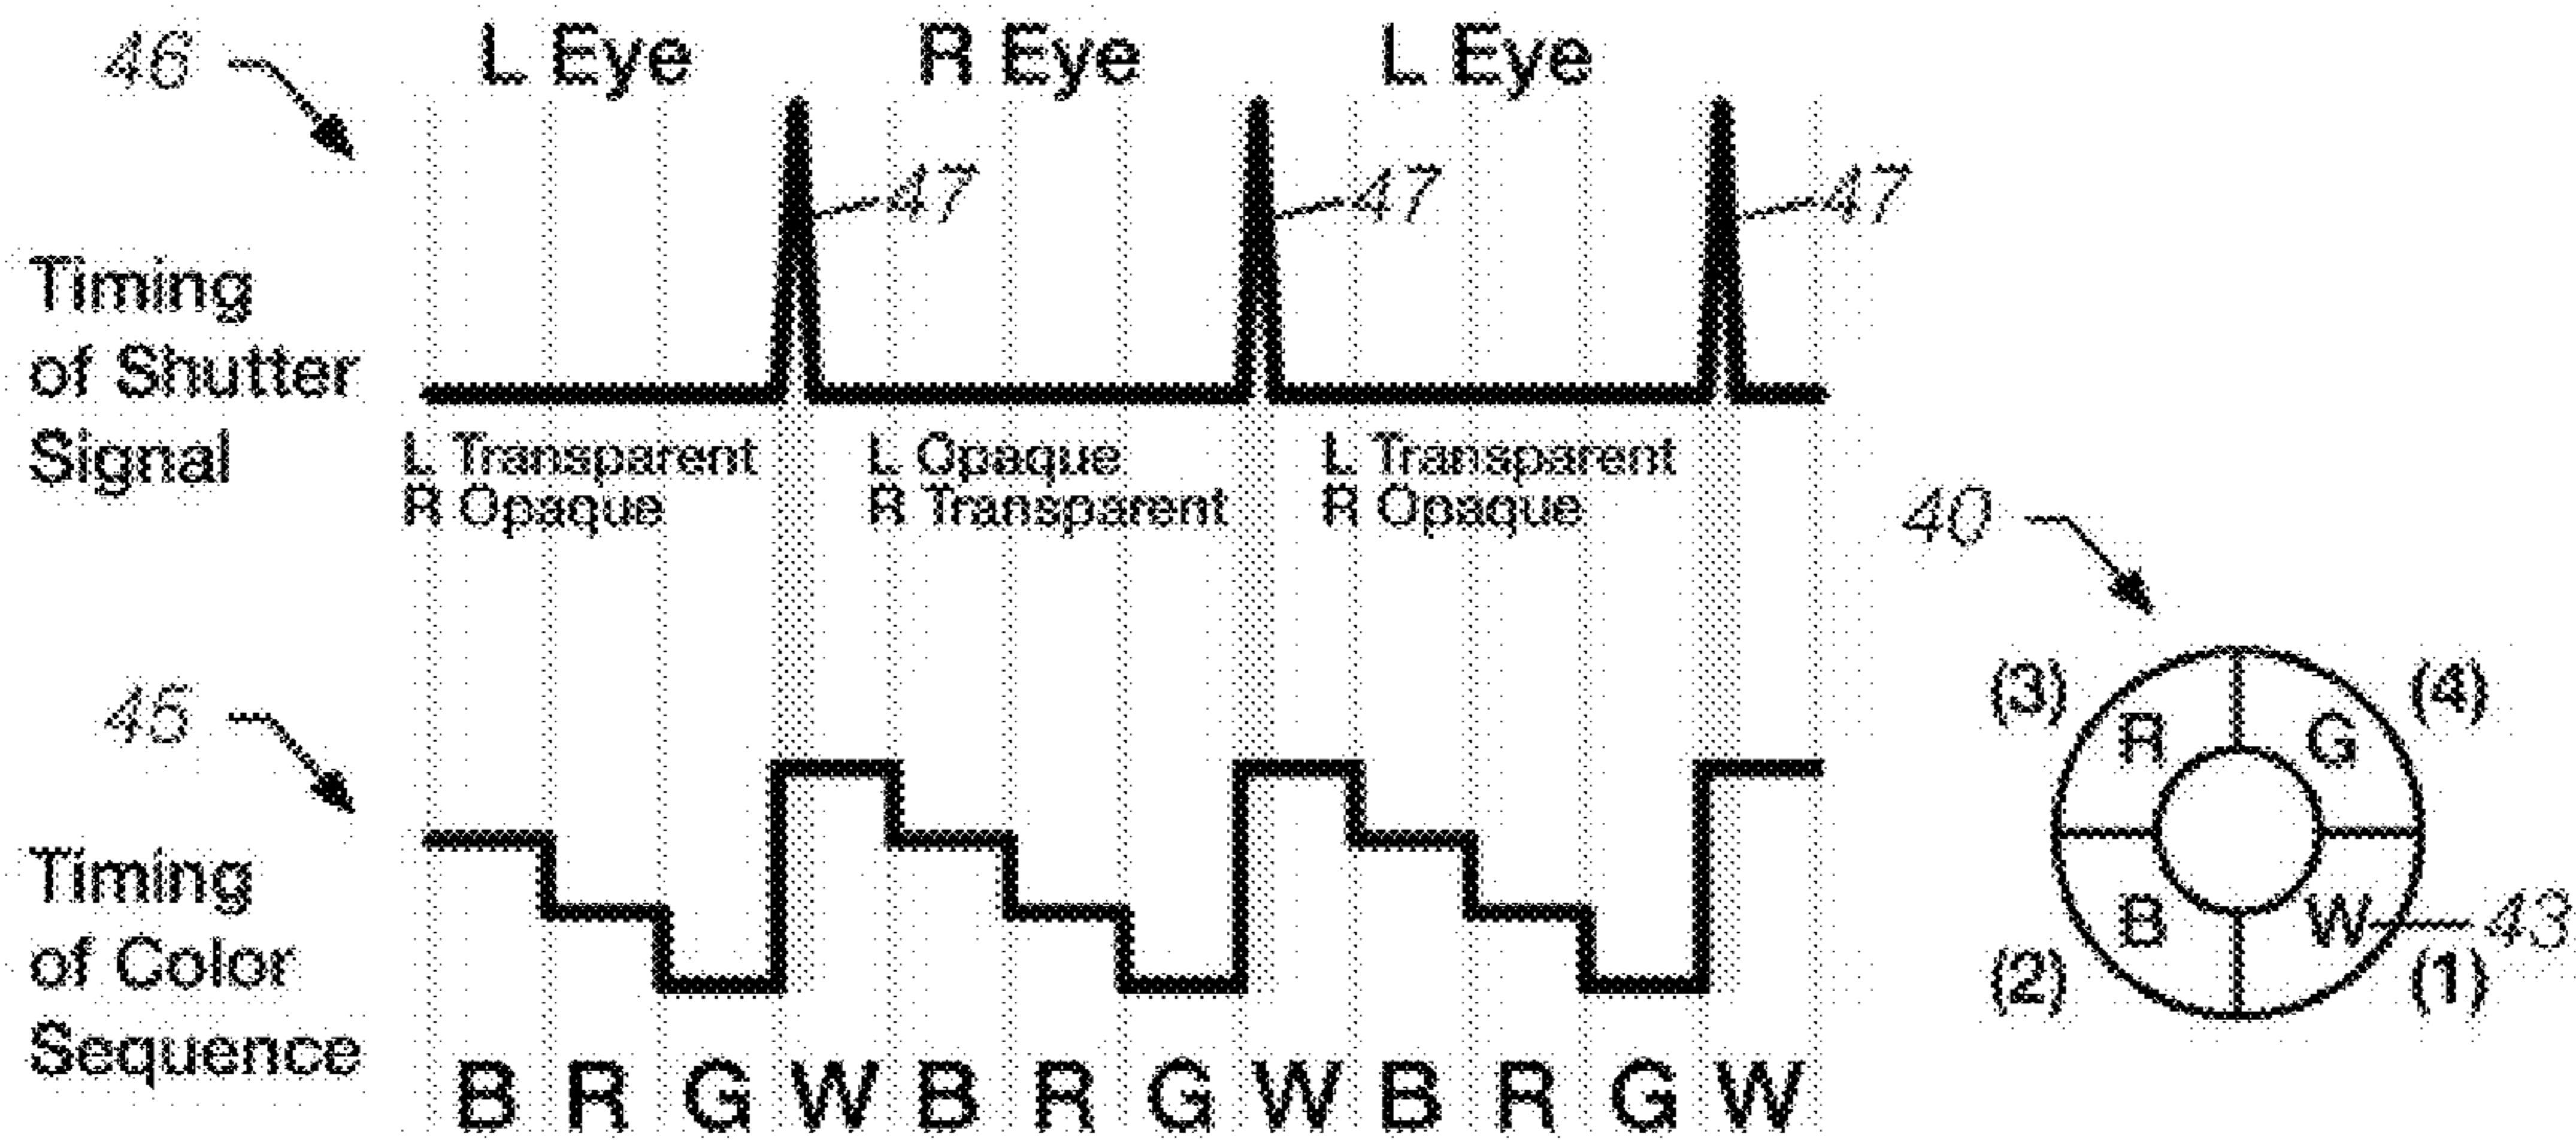 46
L Eye R Eye L Eye
47 47 47
Timing
of Shutter
Signal
L Transparent
R Opaque
L Opaque
R Transparent
L Transparent
R Opaque
40
45
(3) R G (4)
Timing
of Color
Sequence
B W 43
(2) (1)
B R G W B R G W B R G W